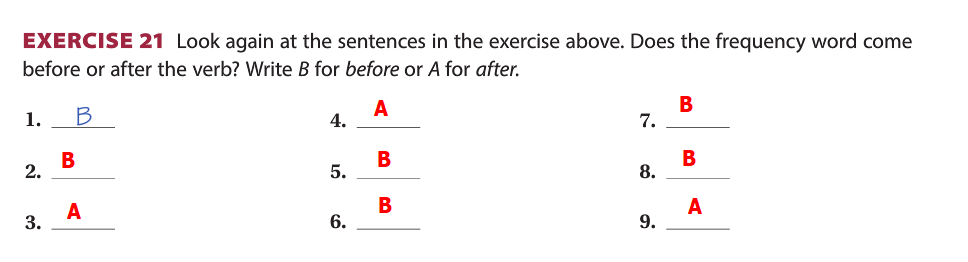 EXERCISE 21 Look again at the sentences in the exercise above. Does the frequency word come
before or after the verb? Write B for before or A for after.
1. B 4. A 7. B
2. B 5. B 8. B
3. A 6. B 9. A